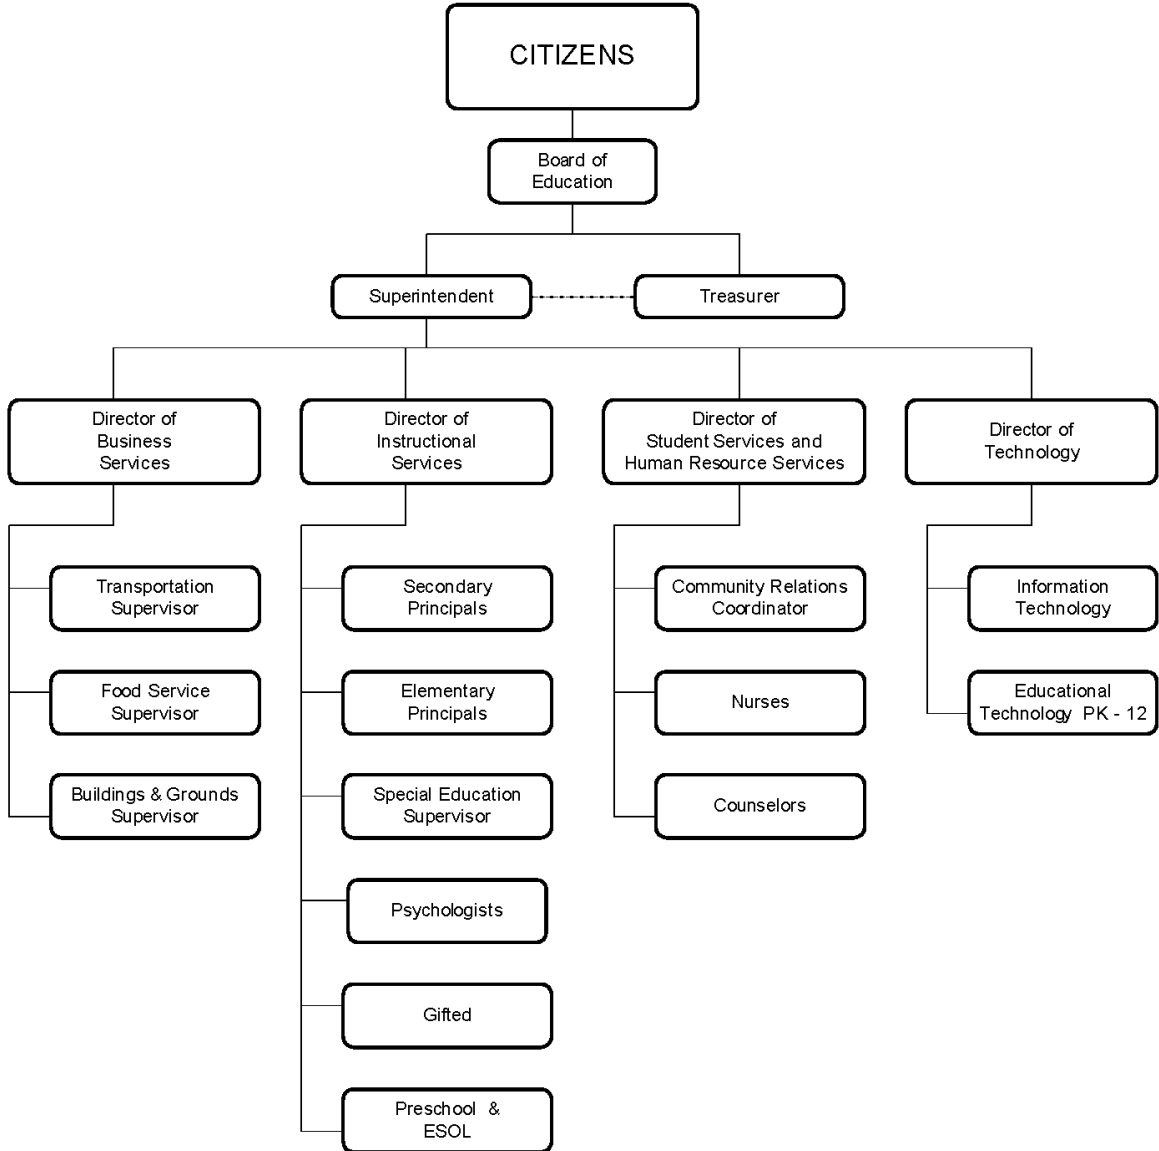 CITIZENS
Board of
Education
Superintendent
Treasurer
Director of
Business
Services
Director of
Instructional
Services
Director of
Student Services and
Human Resource Services
Director of
Technology
Transportation
Supervisor
Secondary
Principals
Community Relations
Coordinator
Information
Technology
Food Service
Supervisor
Elementary
Principals
Nurses
Educational
Technology PK - 12
Buildings & Grounds
Supervisor
Special Education
Supervisor
Counselors
Psychologists
Gifted
Preschool &
ESOL